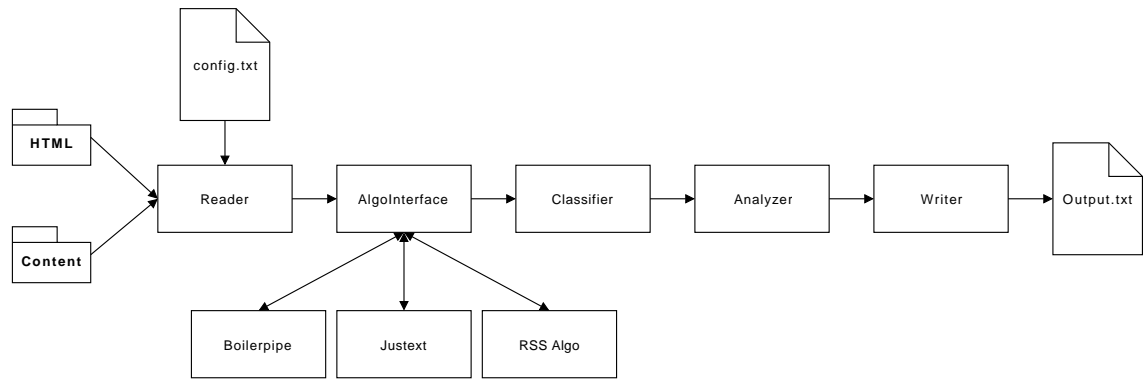 config.txt
HTML
Reader
AlgoInterface
Classifier
Analyzer
Writer
Output.txt
Content
Boilerpipe
Justext
RSS Algo